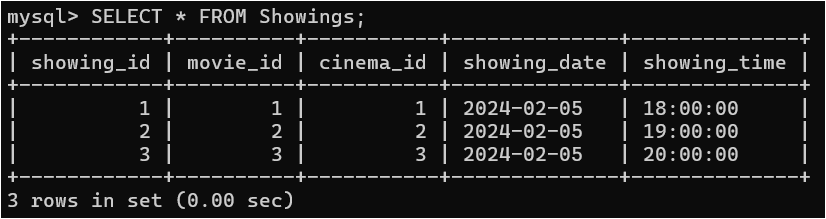 mysql> SELECT * FROM Showings;
+------------+----------+-----------+--------------+--------------+
| showing_id | movie_id | cinema_id | showing_date | showing_time |
+------------+----------+-----------+--------------+--------------+
|          1 |        1 |         1 | 2024-02-05   | 18:00:00     |
|          2 |        2 |         2 | 2024-02-05   | 19:00:00     |
|          3 |        3 |         3 | 2024-02-05   | 20:00:00     |
+------------+----------+-----------+--------------+--------------+
3 rows in set (0.00 sec)